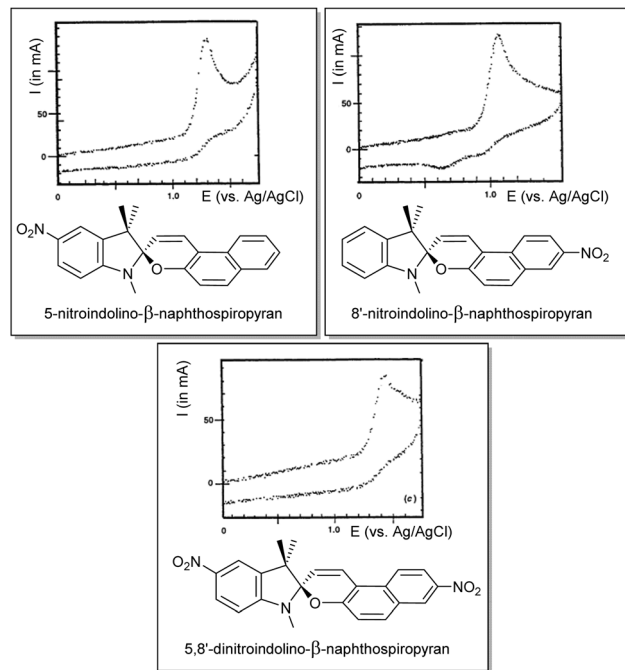 I (in mA)
50
0
1.0
E (vs. Ag/AgCl)
O₂N
N
O
5-nitroindolino-β-naphthospiropyran
I (in mA)
50
0
0
1.0
E (vs. Ag/AgCl)
N
O
NO₂
8'-nitroindolino-β-naphthospiropyran
I (in mA)
50
0
(c)
0
1.0
E (vs. Ag/AgCl)
O₂N
N
O
NO₂
5,8'-dinitroindolino-β-naphthospiropyran